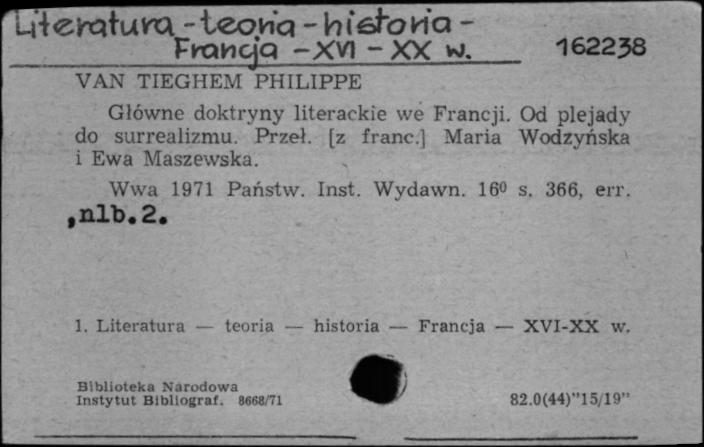 Literatura - teoria - historia -
Francja - XVI - XX w. 162238
VAN TIEGHEM PHILIPPE
Główne doktryny literackie we Francji. Od plejady
do surrealizmu. Przeł. [z franc.] Maria Wodzyńska
i Ewa Maszewska.
Wwa 1971 Państw. Inst. Wydawn. 16⁰ s. 366, err.
,nlb.2.
1. Literatura — teoria — historia — Francja — XVI-XX w.
Biblioteka Narodowa
Instytut Bibliograf. 8668/71 82.0(44)"15/19"